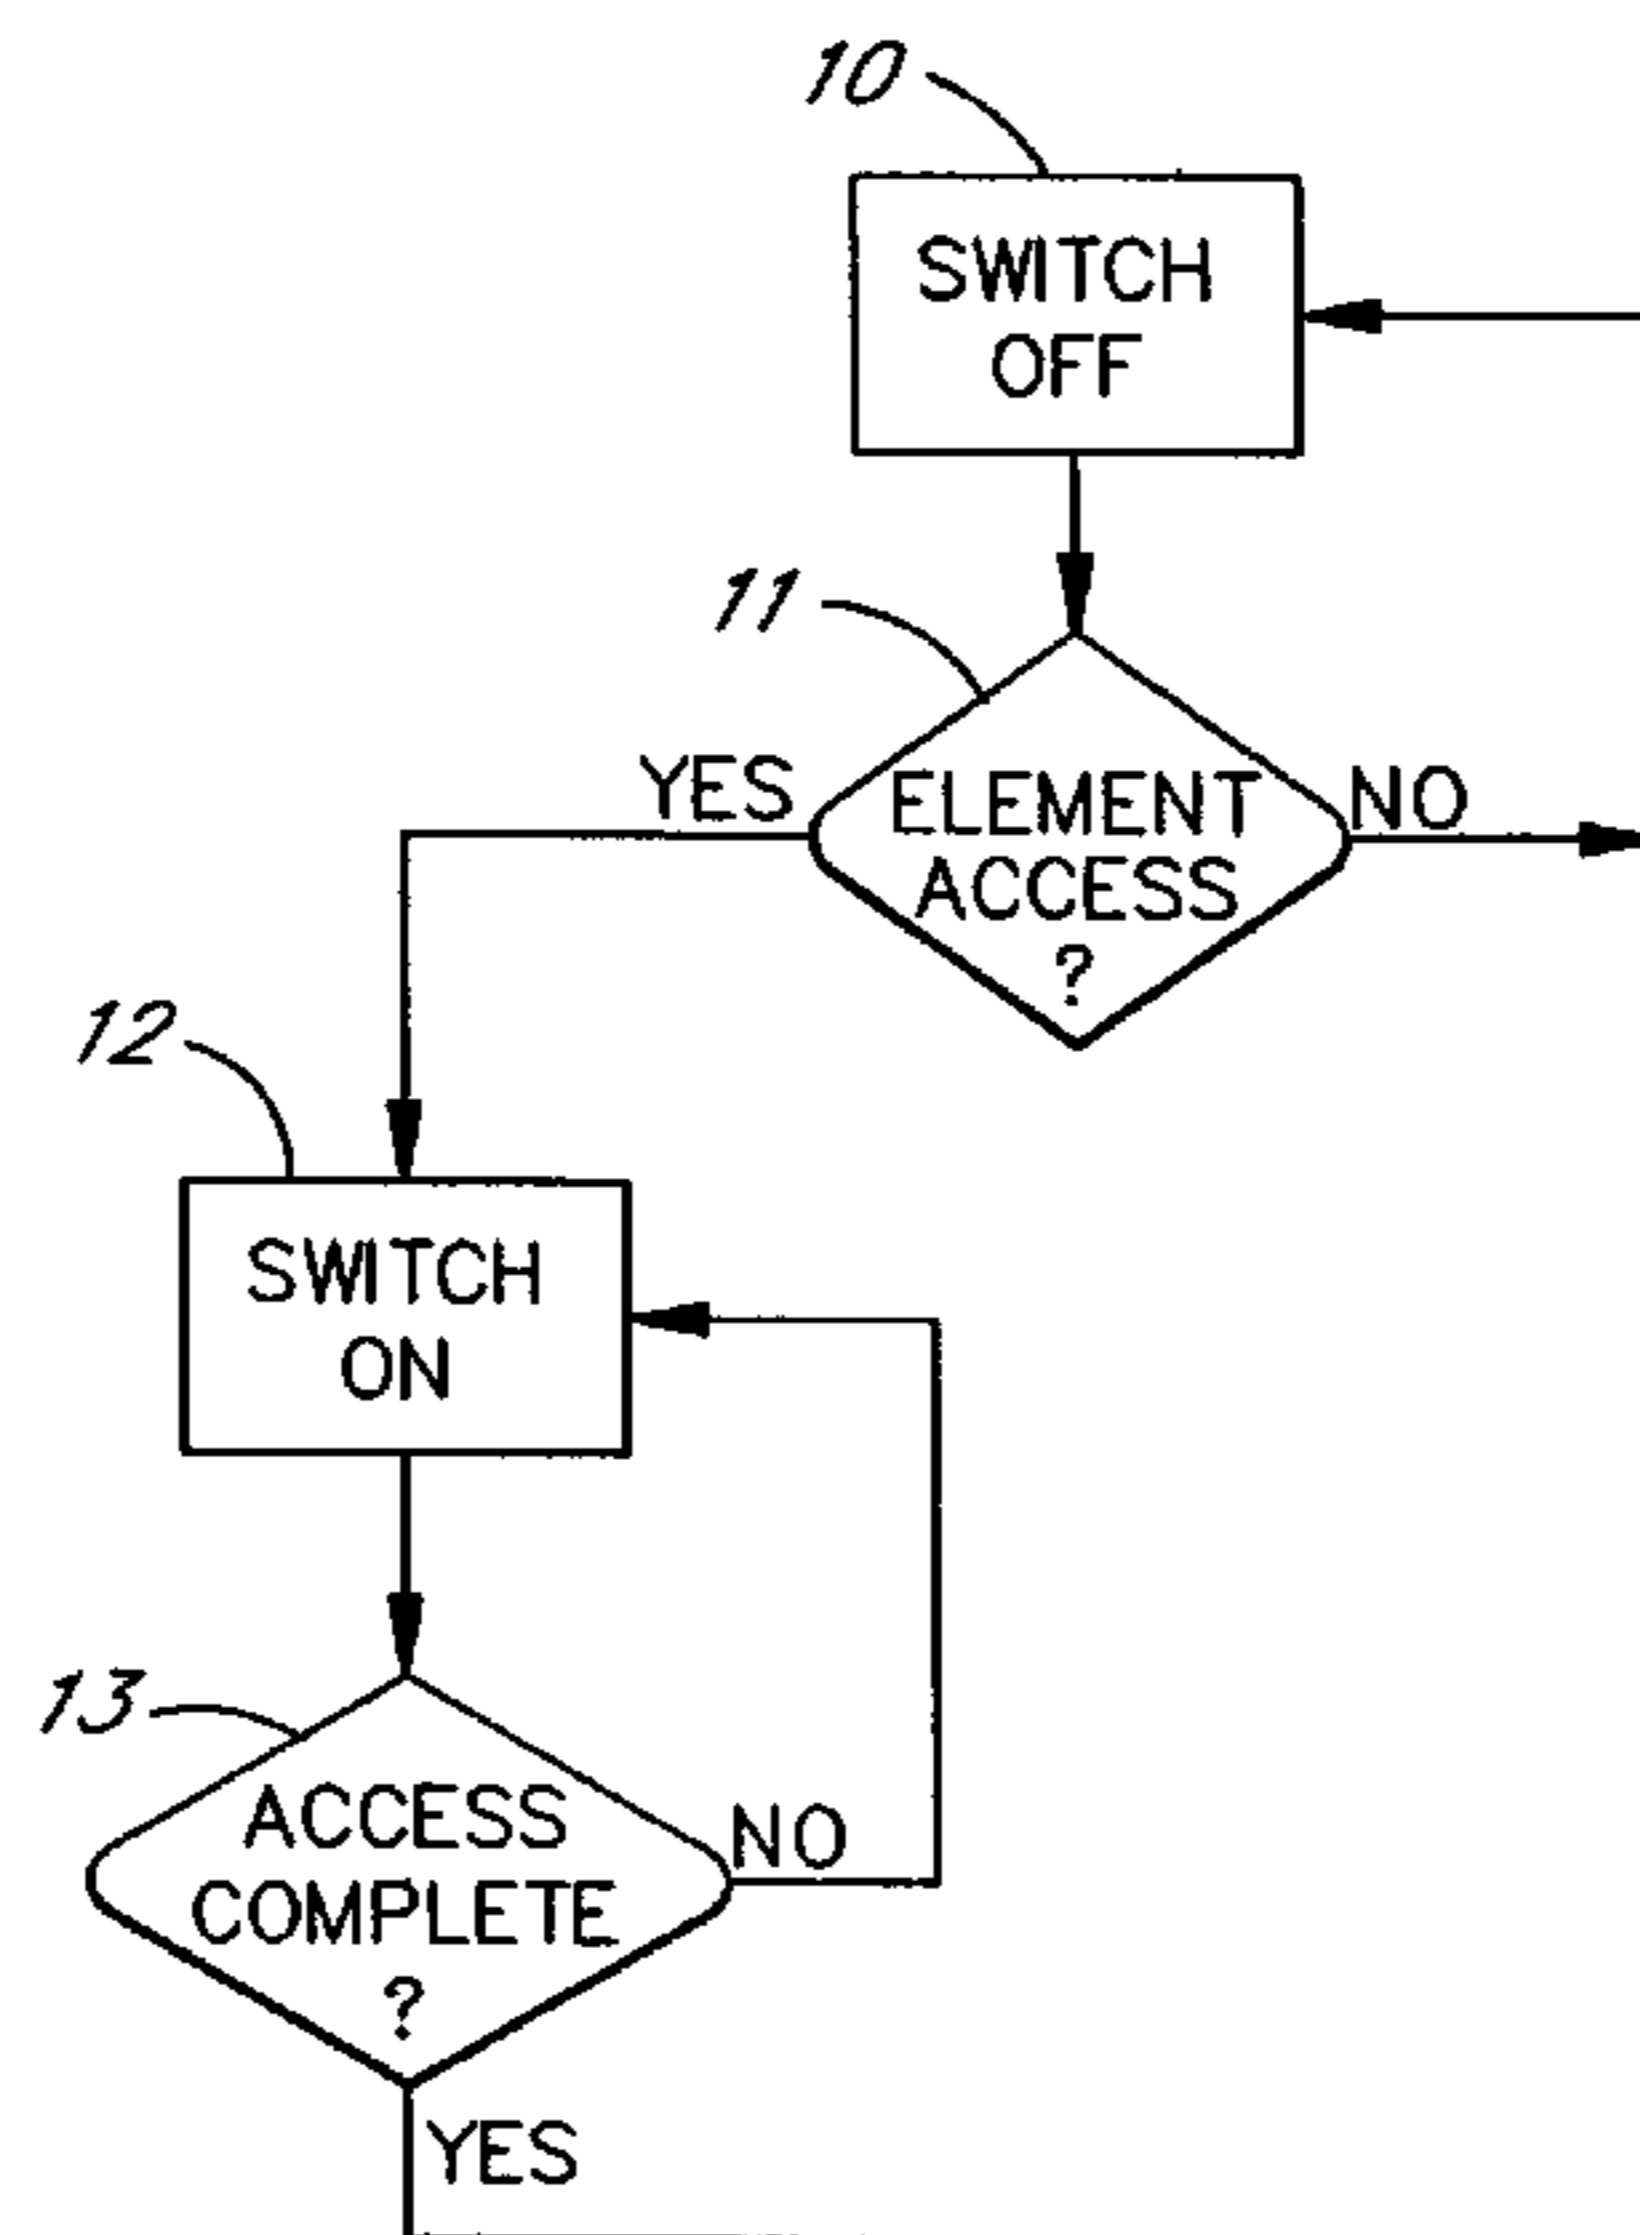 10
SWITCH
OFF
11
YES
ELEMENT
ACCESS
?
NO
12
SWITCH
ON
13
ACCESS
COMPLETE
?
NO
YES